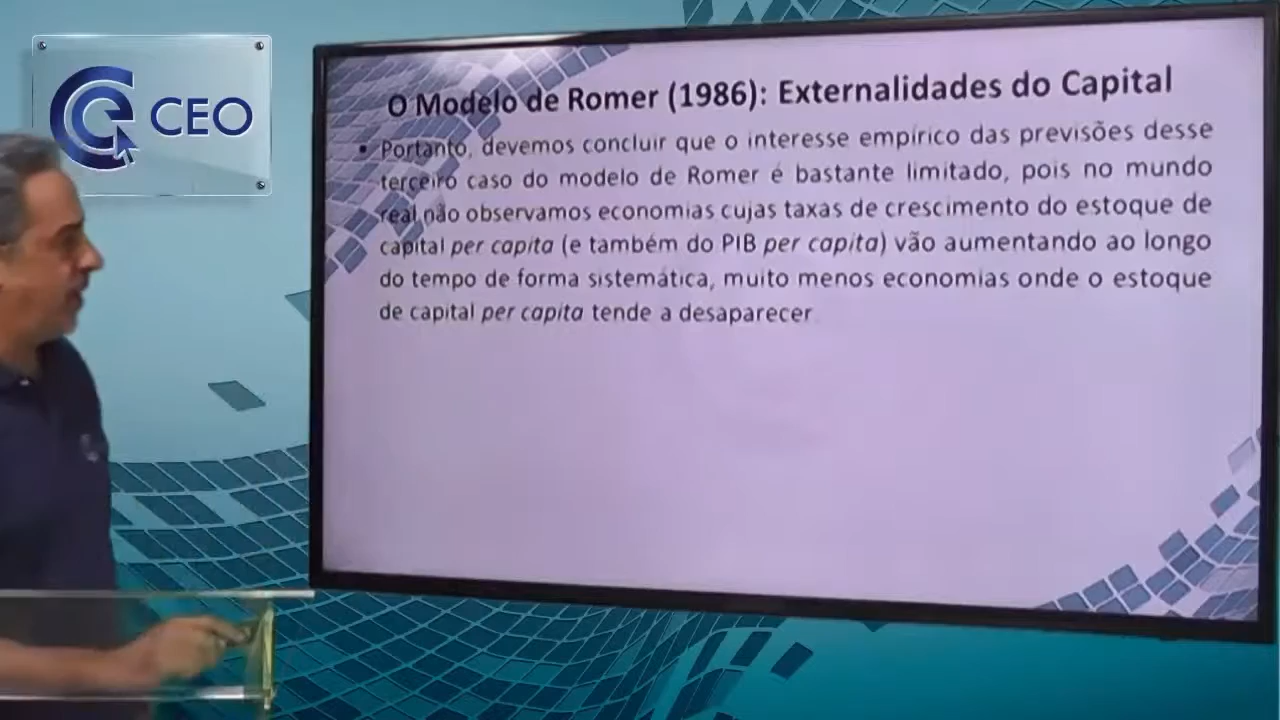 CEO
O Modelo de Romer (1986): Externalidades do Capital
• Portanto, devemos concluir que o interesse empírico das previsões desse
terceiro caso do modelo de Romer é bastante limitado, pois no mundo
real não observamos economias cujas taxas de crescimento do estoque de
capital per capita (e também do PIB per capita) vão aumentando ao longo
do tempo de forma sistemática, muito menos economias onde o estoque
de capital per capita tende a desaparecer